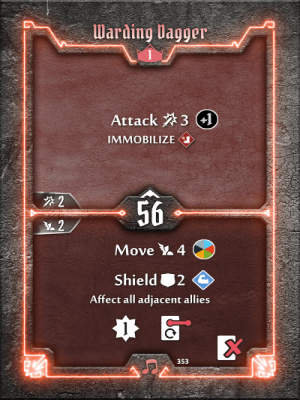 Warding Dagger
1
Attack 3 +1
IMMOBILIZE
2
56
2
Move 4
Shield 2
Affect all adjacent allies
1
353